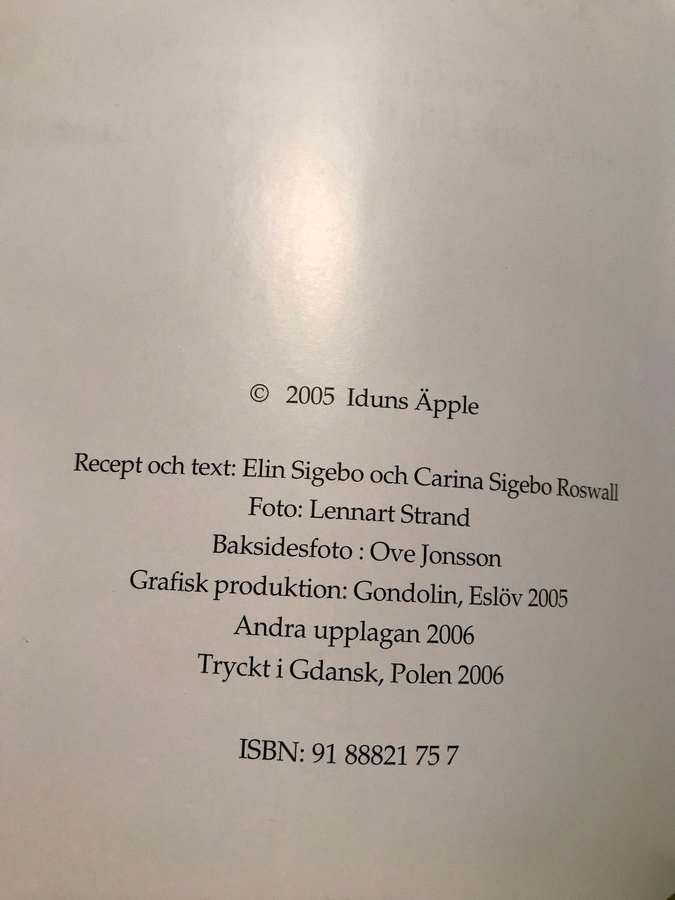 © 2005 Iduns Äpple
Recept och text: Elin Sigebo och Carina Sigebo Roswall
Foto: Lennart Strand
Baksidesfoto : Ove Jonsson
Grafisk produktion: Gondolin, Eslöv 2005
Andra upplagan 2006
Tryckt i Gdansk, Polen 2006
ISBN: 91 88821 75 7